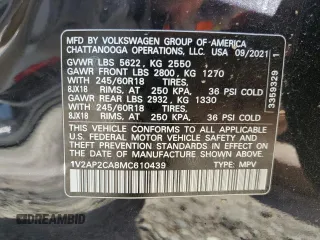 MFD BY VOLKSWAGEN GROUP OF-AMERICA
CHATTANOOGA OPERATIONS, LLC. USA 09/2021
GVWR LBS 5622, KG 2550
GAWR FRONT LBS 2800, KG 1270
WITH 245/60R18 TIRES,
8JX18 RIMS, AT 250 KPA, 36 PSI COLD
GAWR REAR LBS 2932, KG 1330
WITH 245/60R18 TIRES,
8JX18 RIMS, AT 250 KPA, 36 PSI COLD
THIS VEHICLE CONFORMS TO ALL APPLICABLE
FEDERAL MOTOR VEHICLE SAFETY, BUMPER, AND
THEFT PREVENTION STANDARDS IN EFFECT ON
THE DATE OF MANUFACTURE SHOWN ABOVE.
1V2AP2CA8MC610439 TYPE: MPV
3359329 1